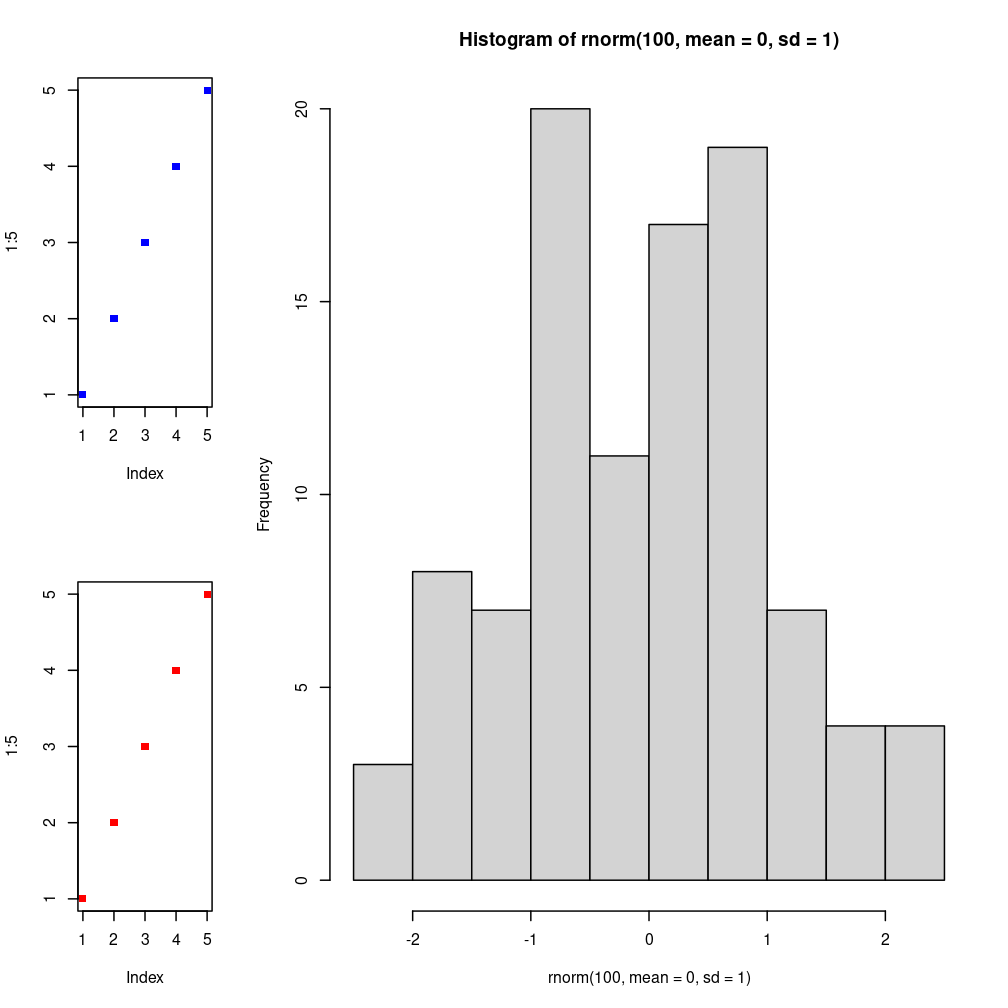 Histogram of rnorm(100, mean = 0, sd = 1)
5
4
3
2
1
1:5
1 2 3 4 5
Index
5
4
3
2
1
1:5
1 2 3 4 5
Index
20
15
10
5
0
Frequency
-2 -1 0 1 2
rnorm(100, mean = 0, sd = 1)